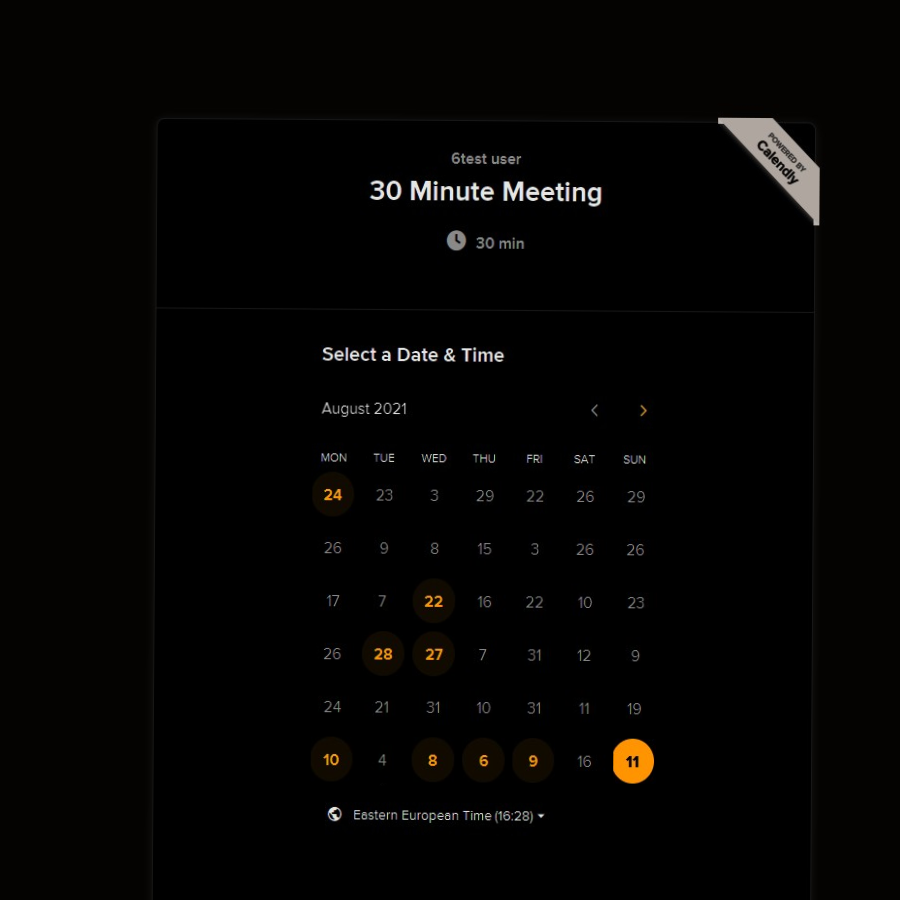 POWERED BY
Calendly
6test user
30 Minute Meeting
30 min
Select a Date & Time
August 2021
MON TUE WED THU FRI SAT SUN
24 23 3 29 22 26 29
26 9 8 15 3 26 26
17 7 22 16 22 10 23
26 28 27 7 31 12 9
24 21 31 10 31 11 19
10 4 8 6 9 16 11
Eastern European Time (16:28)